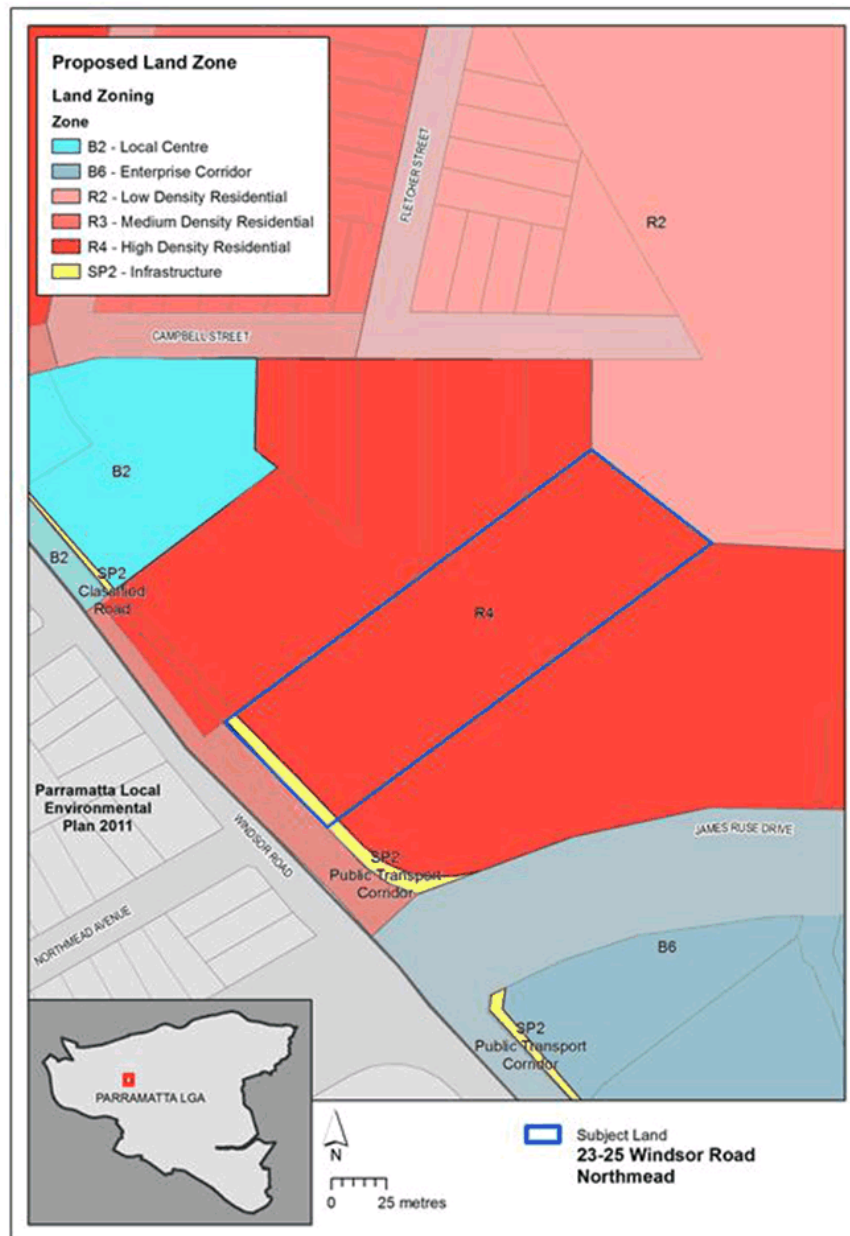 Proposed Land Zone
Land Zoning
Zone
B2 - Local Centre
B6 - Enterprise Corridor
R2 - Low Density Residential
R3 - Medium Density Residential
R4 - High Density Residential
SP2 - Infrastructure
FLETCHER STREET
R2
CAMPBELL STREET
B2
B2
SP2
Classified
Road
R4
Parramatta Local
Environmental
Plan 2011
WINDSOR ROAD
JAMES RUSE DRIVE
SP2
Public Transport
Corridor
NORTHMEAD AVENUE
B6
SP2
Public Transport
Corridor
PARRAMATTA LGA
N
0 25 metres
Subject Land
23-25 Windsor Road
Northmead